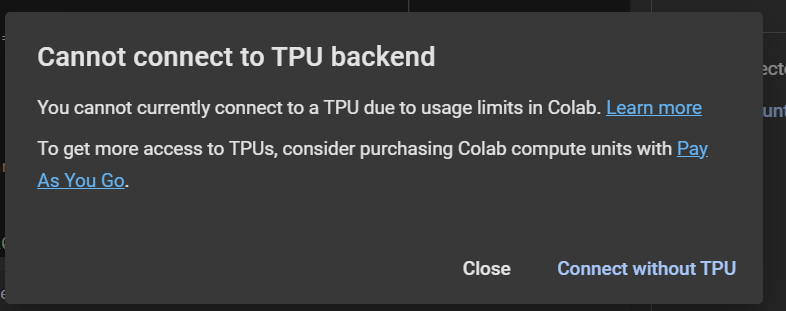 Cannot connect to TPU backend
You cannot currently connect to a TPU due to usage limits in Colab. Learn more
To get more access to TPUs, consider purchasing Colab compute units with Pay
As You Go.
Close Connect without TPU